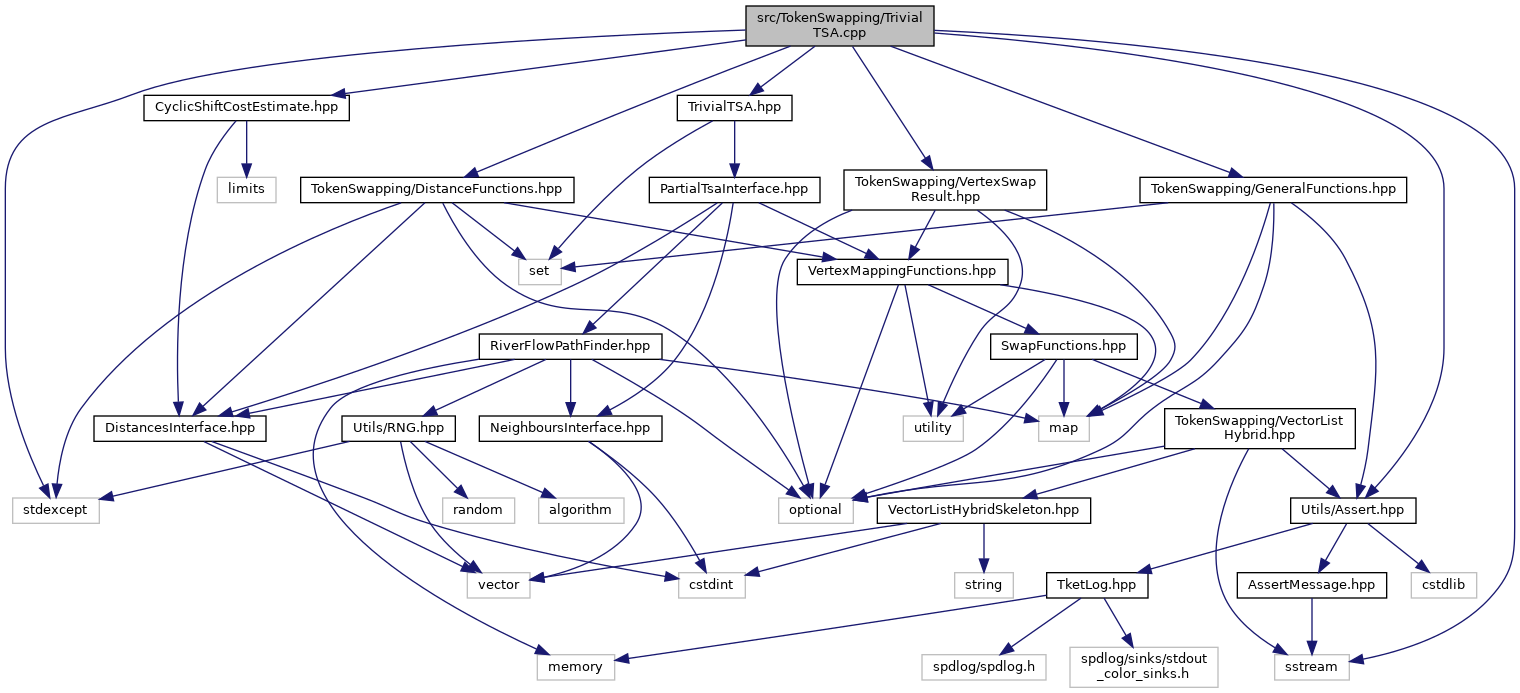 src/TokenSwapping/Trivial
TSA.cpp
CyclicShiftCostEstimate.hpp
TrivialTSA.hpp
limits
TokenSwapping/DistanceFunctions.hpp
PartialTsaInterface.hpp
TokenSwapping/VertexSwap
Result.hpp
TokenSwapping/GeneralFunctions.hpp
set
VertexMappingFunctions.hpp
RiverFlowPathFinder.hpp
SwapFunctions.hpp
DistancesInterface.hpp
Utils/RNG.hpp
NeighboursInterface.hpp
utility
map
TokenSwapping/VectorList
Hybrid.hpp
stdexcept
random
algorithm
optional
VectorListHybridSkeleton.hpp
Utils/Assert.hpp
vector
cstdint
string
TketLog.hpp
AssertMessage.hpp
cstdlib
memory
spdlog/spdlog.h
spdlog/sinks/stdout
_color_sinks.h
sstream